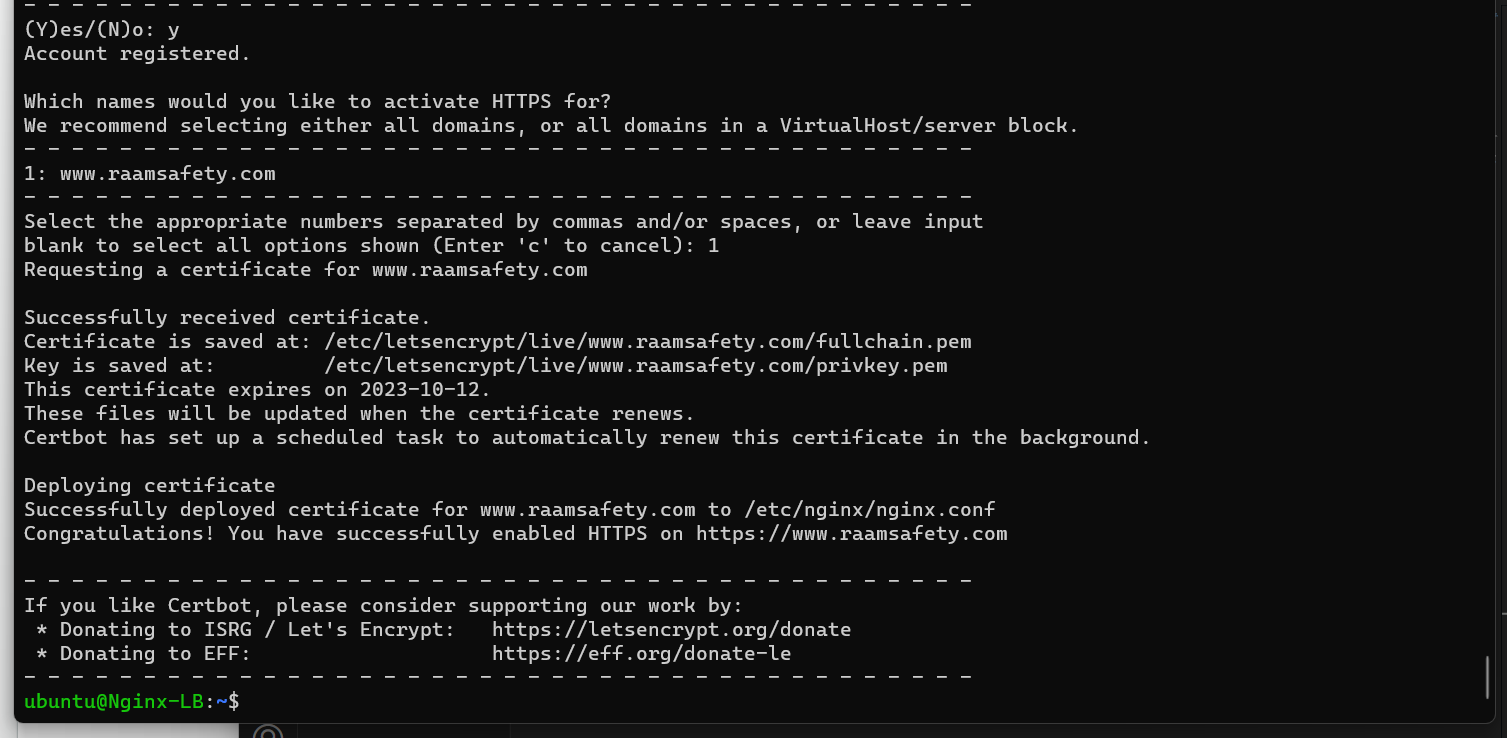 - - - - - - - - - - - - - - - - - - - - - - - - - - - - - - - - - - - - - - - -
(Y)es/(N)o: y
Account registered.
Which names would you like to activate HTTPS for?
We recommend selecting either all domains, or all domains in a VirtualHost/server block.
- - - - - - - - - - - - - - - - - - - - - - - - - - - - - - - - - - - - - - - -
1: www.raamsafety.com
- - - - - - - - - - - - - - - - - - - - - - - - - - - - - - - - - - - - - - - -
Select the appropriate numbers separated by commas and/or spaces, or leave input
blank to select all options shown (Enter 'c' to cancel): 1
Requesting a certificate for www.raamsafety.com
Successfully received certificate.
Certificate is saved at: /etc/letsencrypt/live/www.raamsafety.com/fullchain.pem
Key is saved at:         /etc/letsencrypt/live/www.raamsafety.com/privkey.pem
This certificate expires on 2023-10-12.
These files will be updated when the certificate renews.
Certbot has set up a scheduled task to automatically renew this certificate in the background.
Deploying certificate
Successfully deployed certificate for www.raamsafety.com to /etc/nginx/nginx.conf
Congratulations! You have successfully enabled HTTPS on https://www.raamsafety.com
- - - - - - - - - - - - - - - - - - - - - - - - - - - - - - - - - - - - - - - -
If you like Certbot, please consider supporting our work by:
* Donating to ISRG / Let's Encrypt:   https://letsencrypt.org/donate
* Donating to EFF:                    https://eff.org/donate-le
- - - - - - - - - - - - - - - - - - - - - - - - - - - - - - - - - - - - - - - -
ubuntu@Nginx-LB:~$